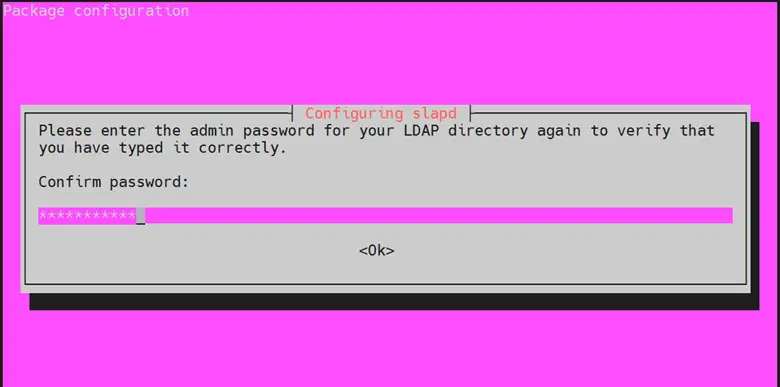 Package configuration
Configuring slapd
Please enter the admin password for your LDAP directory again to verify that
you have typed it correctly.
Confirm password:
***********_
<Ok>